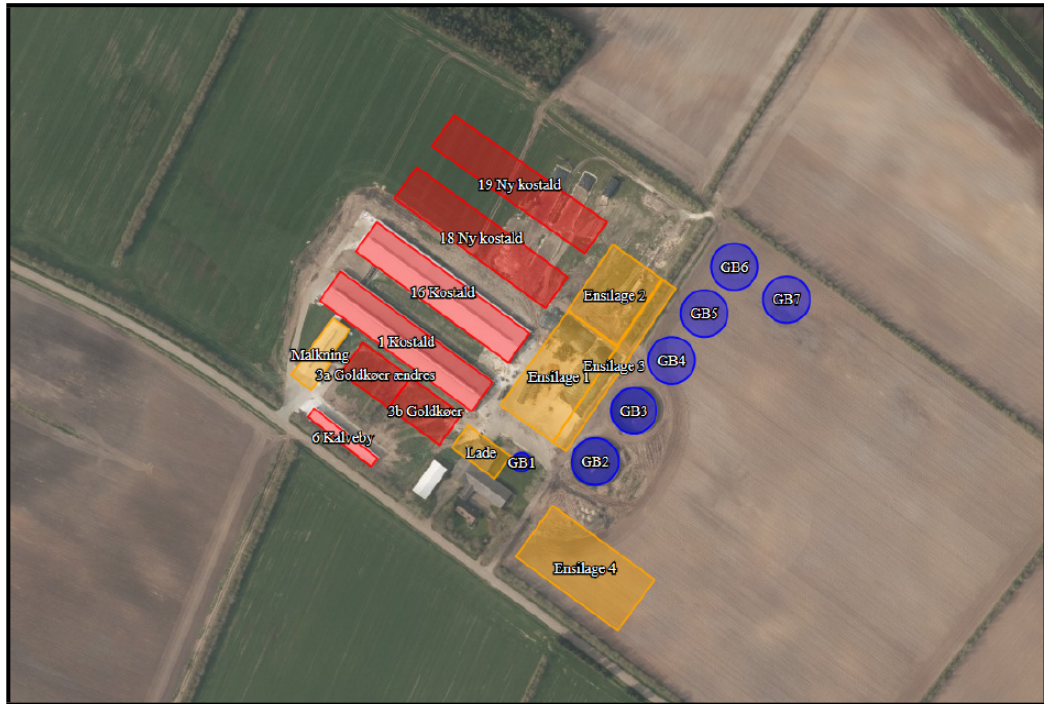 19 Ny kostald
18 Ny kostald
GB6
16 Kostald
Ensilage 2
GB7
GB5
1 Kostald
Malkning
GB4
Ensilage 3
3a Goldkøer ændres
Ensilage 1
3b Goldkøer
GB3
6 Kalveby
Lade
GB1
GB2
Ensilage 4